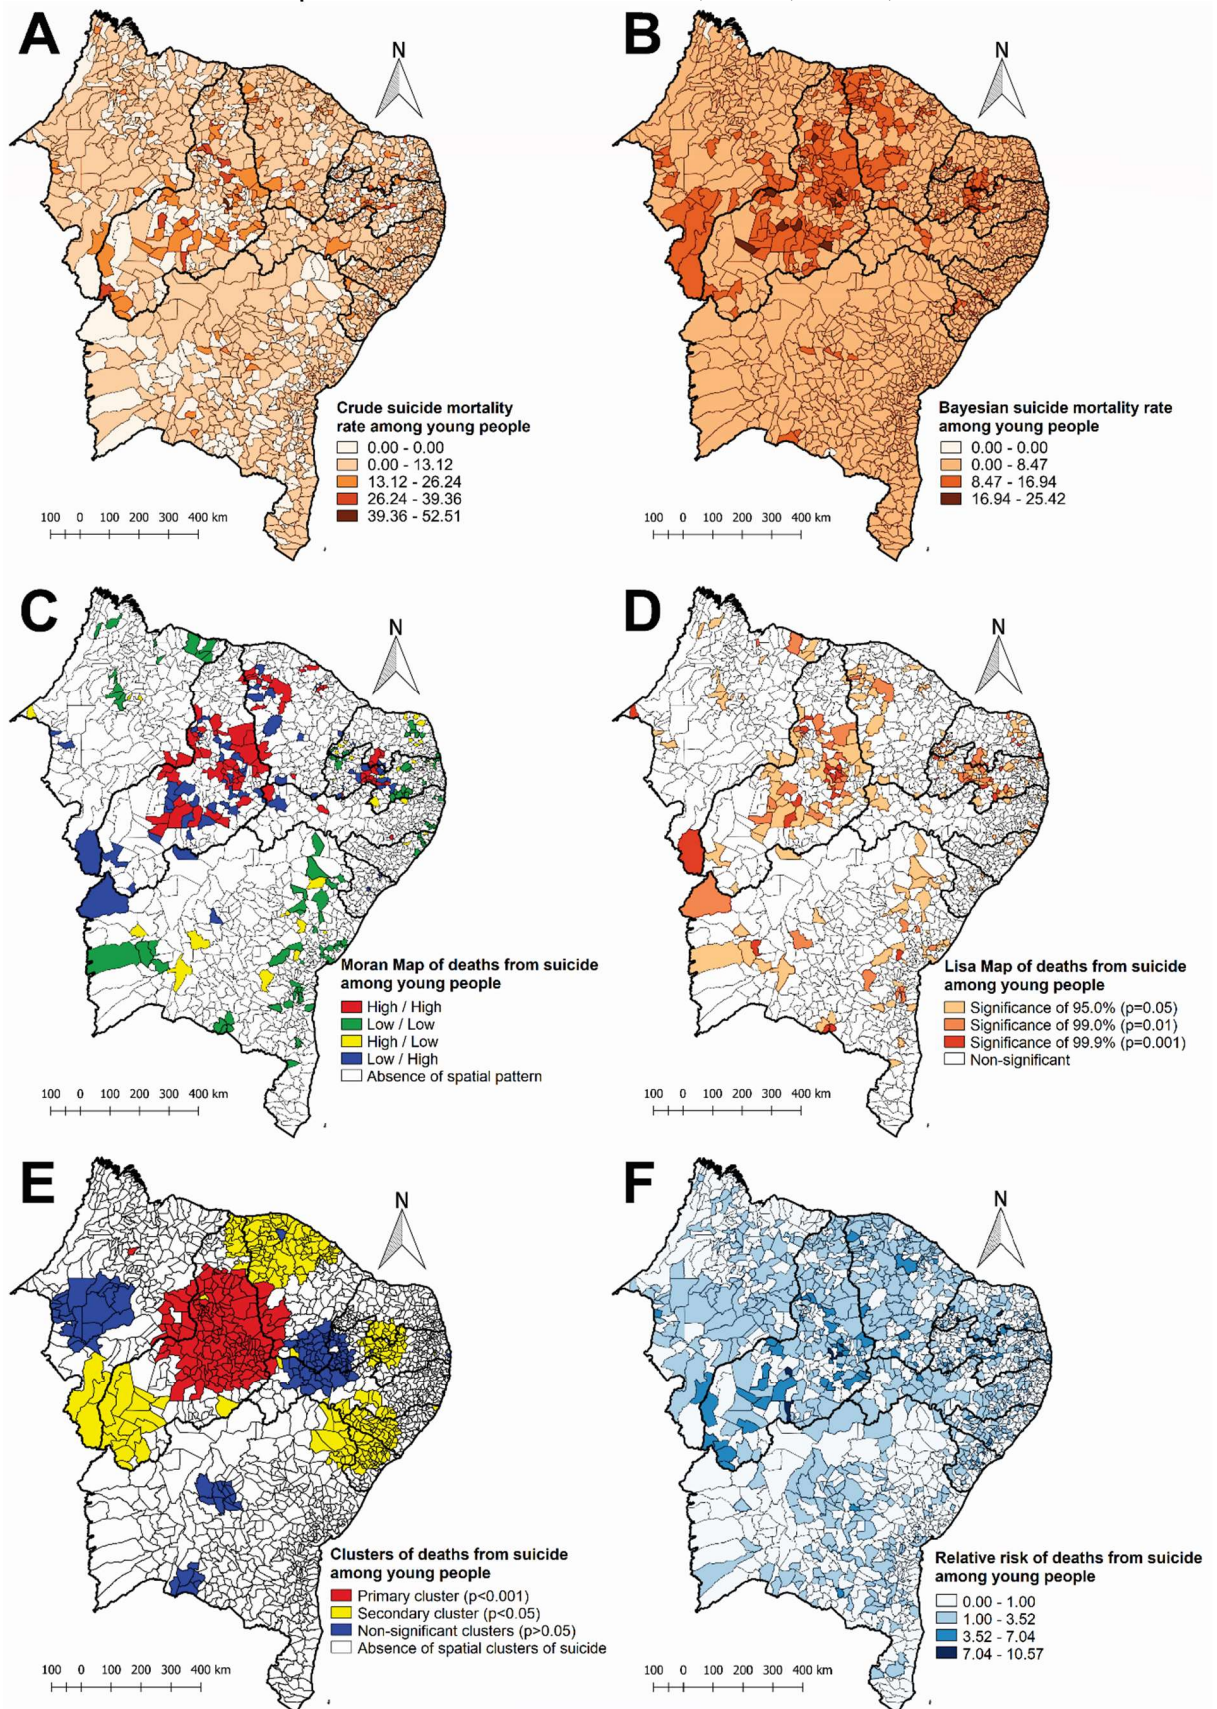 A
N
Crude suicide mortality
rate among young people
0.00 - 0.00
0.00 - 13.12
13.12 - 26.24
26.24 - 39.36
39.36 - 52.51
100 0 100 200 400 km
B
N
Bayesian suicide mortality rate
among young people
0.00 - 0.00
0.00 - 8.47
8.47 - 16.94
16.94 - 25.42
100 0 100 200 400 km
C
N
Moran Map of deaths from suicide
among young people
High / High
Low / Low
High / Low
Low / High
Absence of spatial pattern
100 0 100 200 400 km
D
N
Lisa Map of deaths from suicide
among young people
Significance of 95.0% (p=0.05)
Significance of 99.0% (p=0.01)
Significance of 99.9% (p=0.001)
Non-significant
100 0 100 200 400 km
E
N
Clusters of deaths from suicide
among young people
Primary cluster (p<0.001)
Secondary cluster (p<0.05)
Non-significant clusters (p>0.05)
Absence of spatial clusters of suicide
100 0 100 200 400 km
F
N
Relative risk of deaths from suicide
among young people
0.00 - 1.00
1.00 - 3.52
3.52 - 7.04
7.04 - 10.57
100 0 100 200 400 km